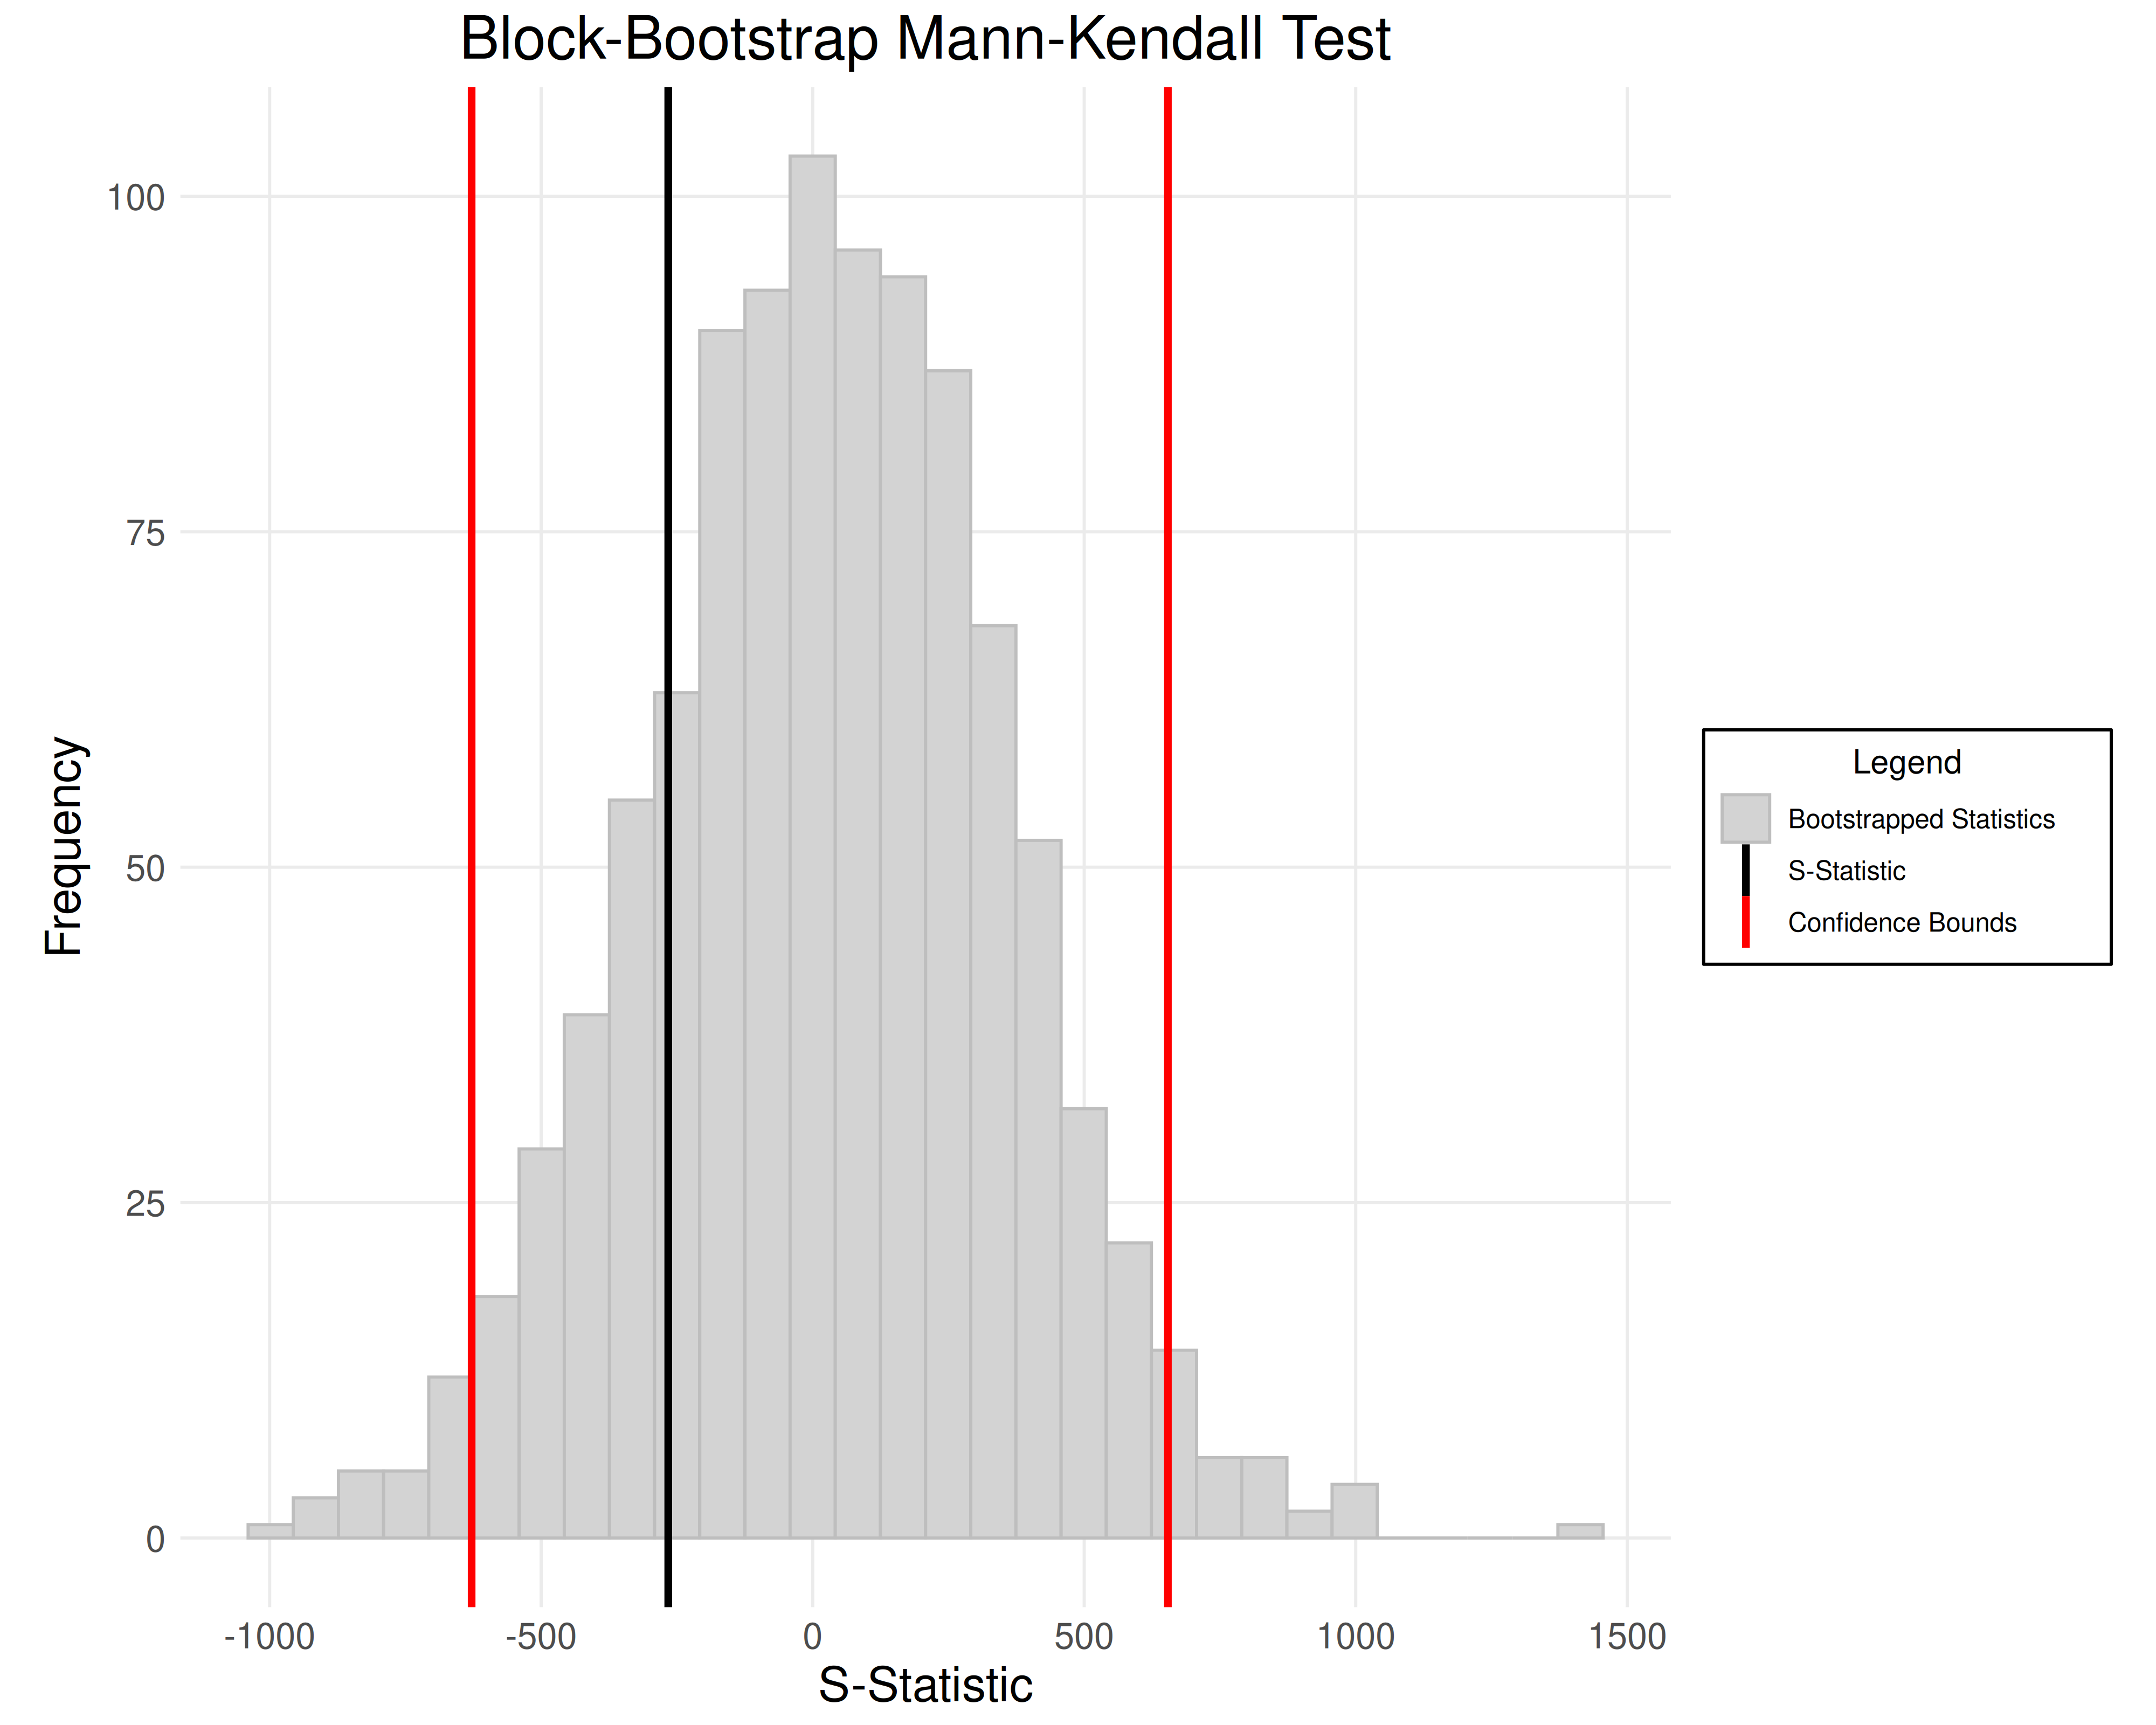 Block-Bootstrap Mann-Kendall Test
Frequency
100
75
50
25
0
-1000
-500
0
500
1000
1500
S-Statistic
Legend
Bootstrapped Statistics
S-Statistic
Confidence Bounds